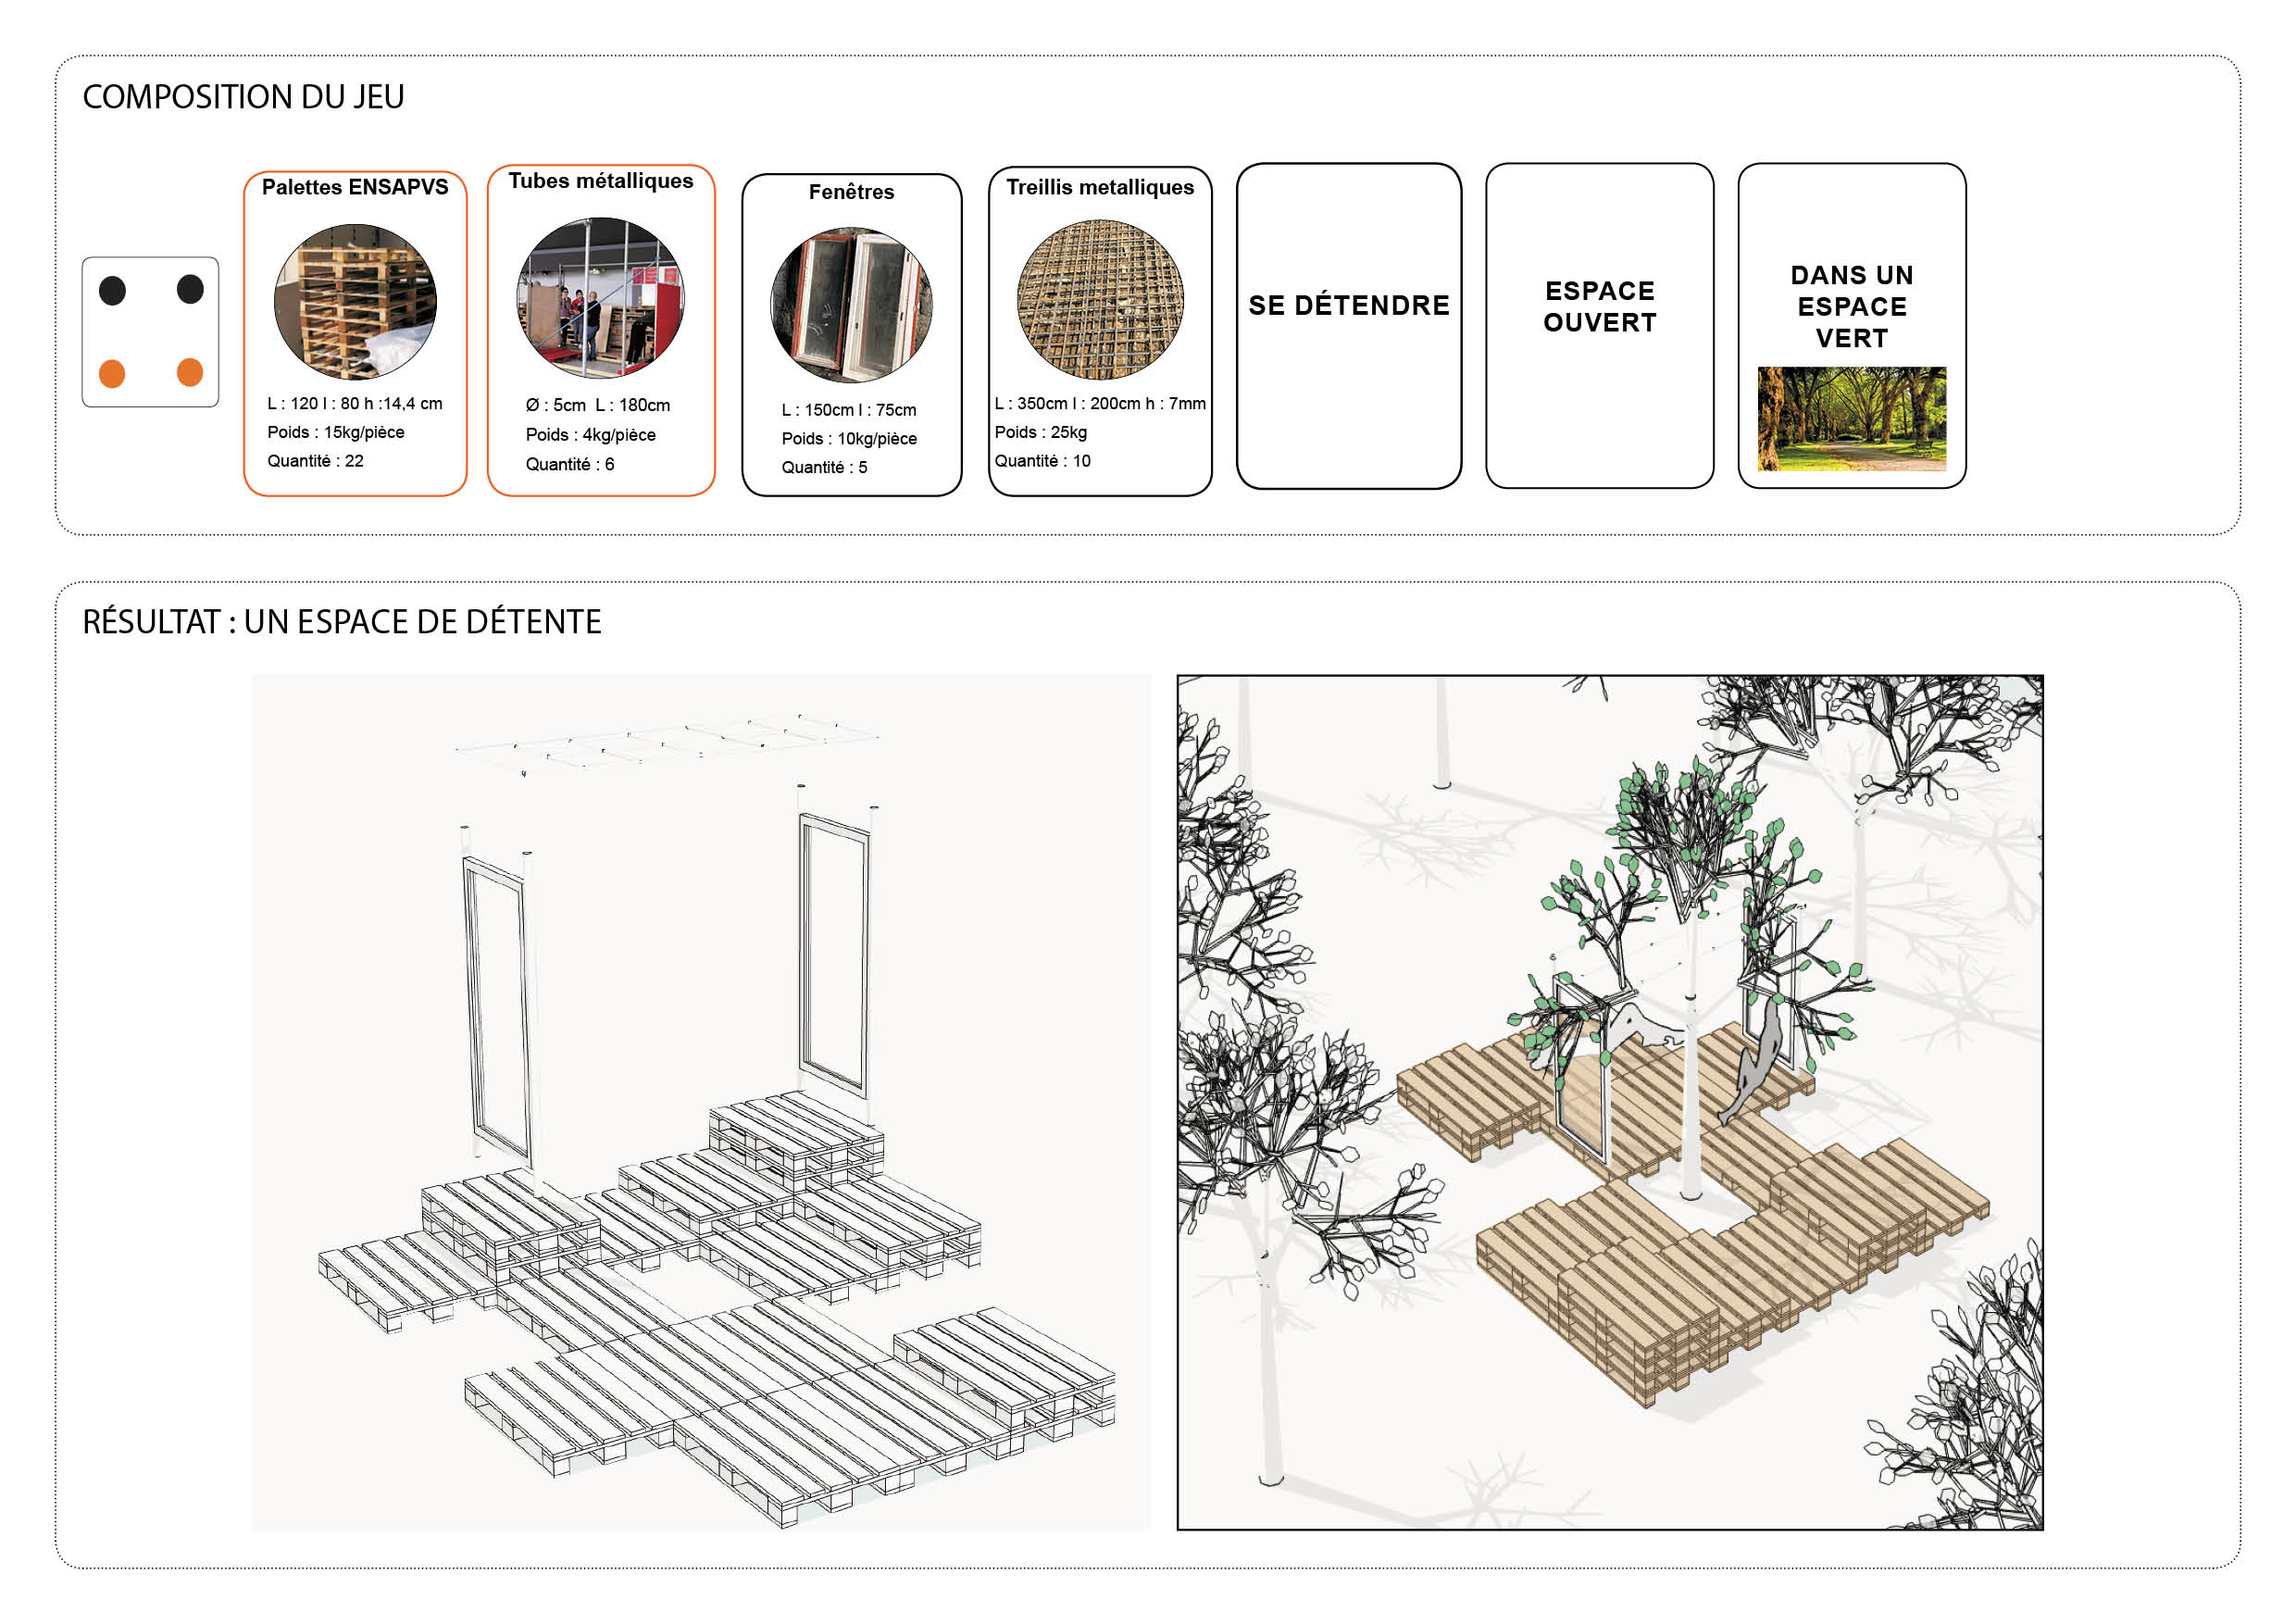 COMPOSITION DU JEU
Palettes ENSAPVS
L : 120 l : 80 h :14,4 cm
Poids : 15kg/pièce
Quantité : 22
Tubes métalliques
Ø : 5cm  L : 180cm
Poids : 4kg/pièce
Quantité : 6
Fenêtres
L : 150cm l : 75cm
Poids : 10kg/pièce
Quantité : 5
Treillis metalliques
L : 350cm l : 200cm h : 7mm
Poids : 25kg
Quantité : 10
SE DÉTENDRE
ESPACE
OUVERT
DANS UN
ESPACE
VERT
RÉSULTAT : UN ESPACE DE DÉTENTE